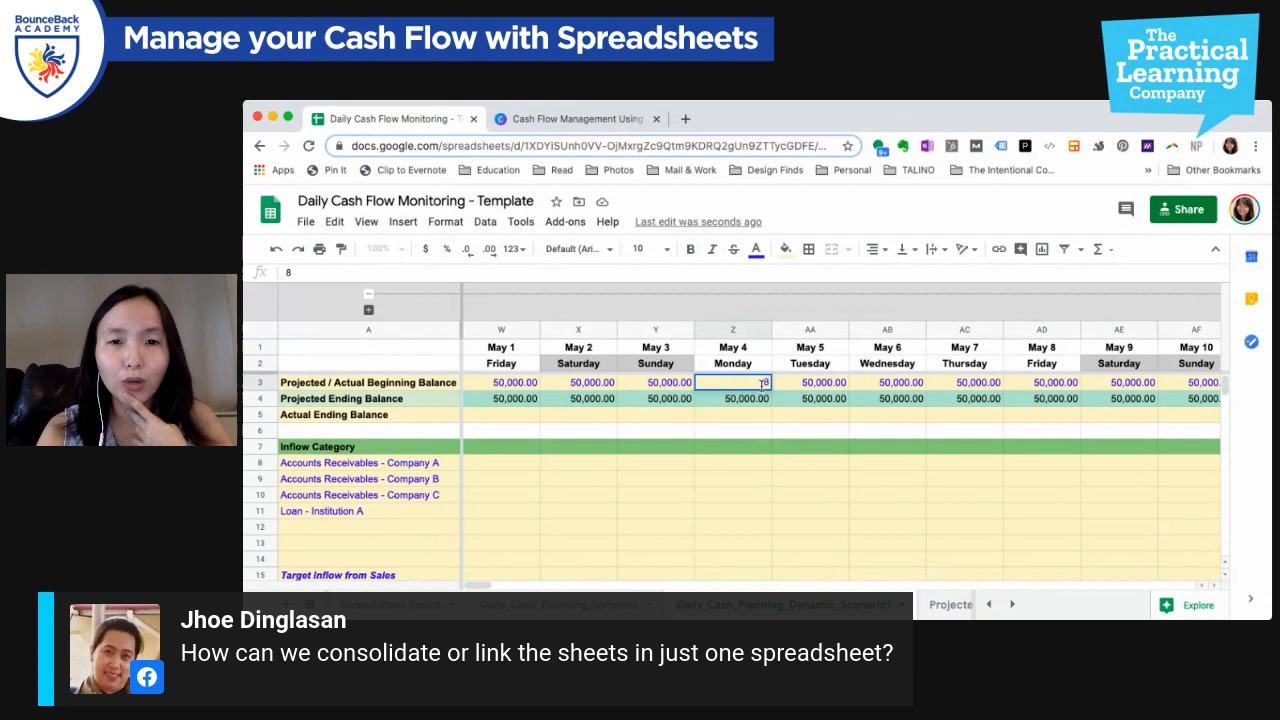 BounceBack
ACADEMY
Manage your Cash Flow with Spreadsheets
The
Practical
Learning
Company
Daily Cash Flow Monitoring - T
Cash Flow Management Using
docs.google.com/spreadsheets/d/1XDYiSUnh0VV-OjMxrgZc9Qtm9KDRQ2gUn9ZTTycGDFE/...
9+
NP
Apps Pin It Clip to Evernote Education Read Photos Mail & Work Design Finds Personal TALINO The Intentional Co... » Other Bookmarks
Daily Cash Flow Monitoring - Template
Share
File Edit View Insert Format Data Tools Add-ons Help Last edit was seconds ago
100% $ % .0 .00 123 Default (Ari... 10 B I S A
fx 8
A W X Y Z AA AB AC AD AE AF
1 May 1 May 2 May 3 May 4 May 5 May 6 May 7 May 8 May 9 May 10
2 Friday Saturday Sunday Monday Tuesday Wednesday Thursday Friday Saturday Sunday
3 Projected / Actual Beginning Balance 50,000.00 50,000.00 50,000.00 8 50,000.00 50,000.00 50,000.00 50,000.00 50,000.00 50,000.
4 Projected Ending Balance 50,000.00 50,000.00 50,000.00 50,000.00 50,000.00 50,000.00 50,000.00 50,000.00 50,000.00 50,000.
5 Actual Ending Balance
6
7 Inflow Category
8 Accounts Receivables - Company A
9 Accounts Receivables - Company B
10 Accounts Receivables - Company C
11 Loan - Institution A
12
13
14
15 Target Inflow from Sales
Spreadsheet Basics Daily_Cash_Planning_Dynamic Daily_Cash_Planning_Dynamic_Scenario1 Projecte Explore
Jhoe Dinglasan
How can we consolidate or link the sheets in just one spreadsheet?